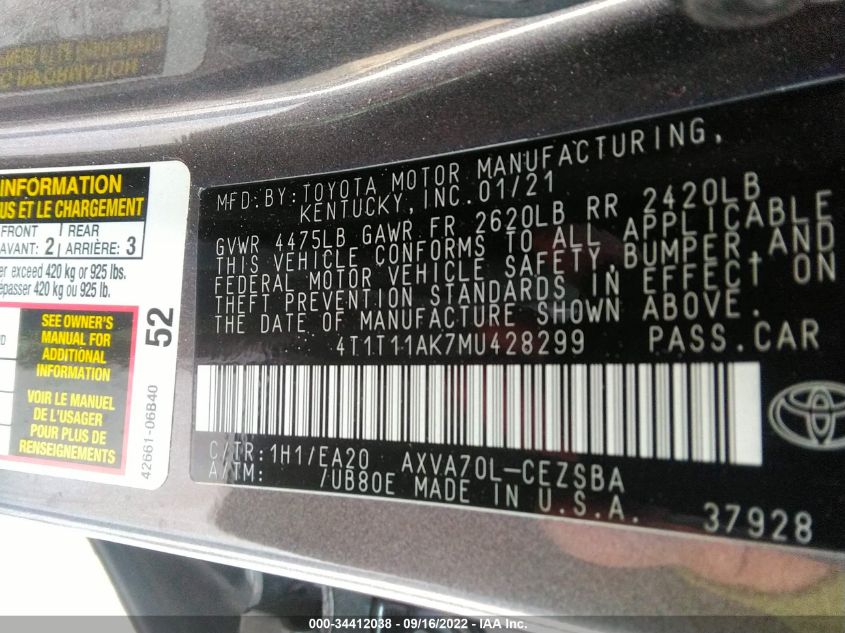 INFORMATION
US ET LE CHARGEMENT
FRONT
AVANT: 2
REAR
ARRIÈRE: 3
er exceed 420 kg or 925 lbs.
épasser 420 kg ou 925 lb.
SEE OWNER'S
MANUAL FOR
ADDITIONAL
INFORMATION
VOIR LE MANUEL
DE L'USAGER
POUR PLUS DE
RENSEIGNEMENTS
52
42661-06B40
MFD. BY: TOYOTA MOTOR MANUFACTURING,
KENTUCKY, INC. 01/21
GVWR 4475LB GAWR FR 2620LB RR 2420LB
THIS VEHICLE CONFORMS TO ALL APPLICABLE
FEDERAL MOTOR VEHICLE SAFETY, BUMPER, AND
THEFT PREVENTION STANDARDS IN EFFECT ON
THE DATE OF MANUFACTURE SHOWN ABOVE.
4T1T11AK7MU428299 PASS. CAR
C/TR: 1H1/EA20 AXVA70L-CEZSBA
A/TM: /UB80E MADE IN U.S.A.
37928
000-34412038 - 09/16/2022 - IAA Inc.